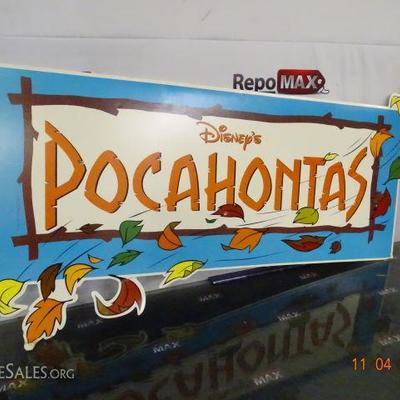 RepoMAX
Disney's
POCAHONTAS
ESALES.ORG
11 04